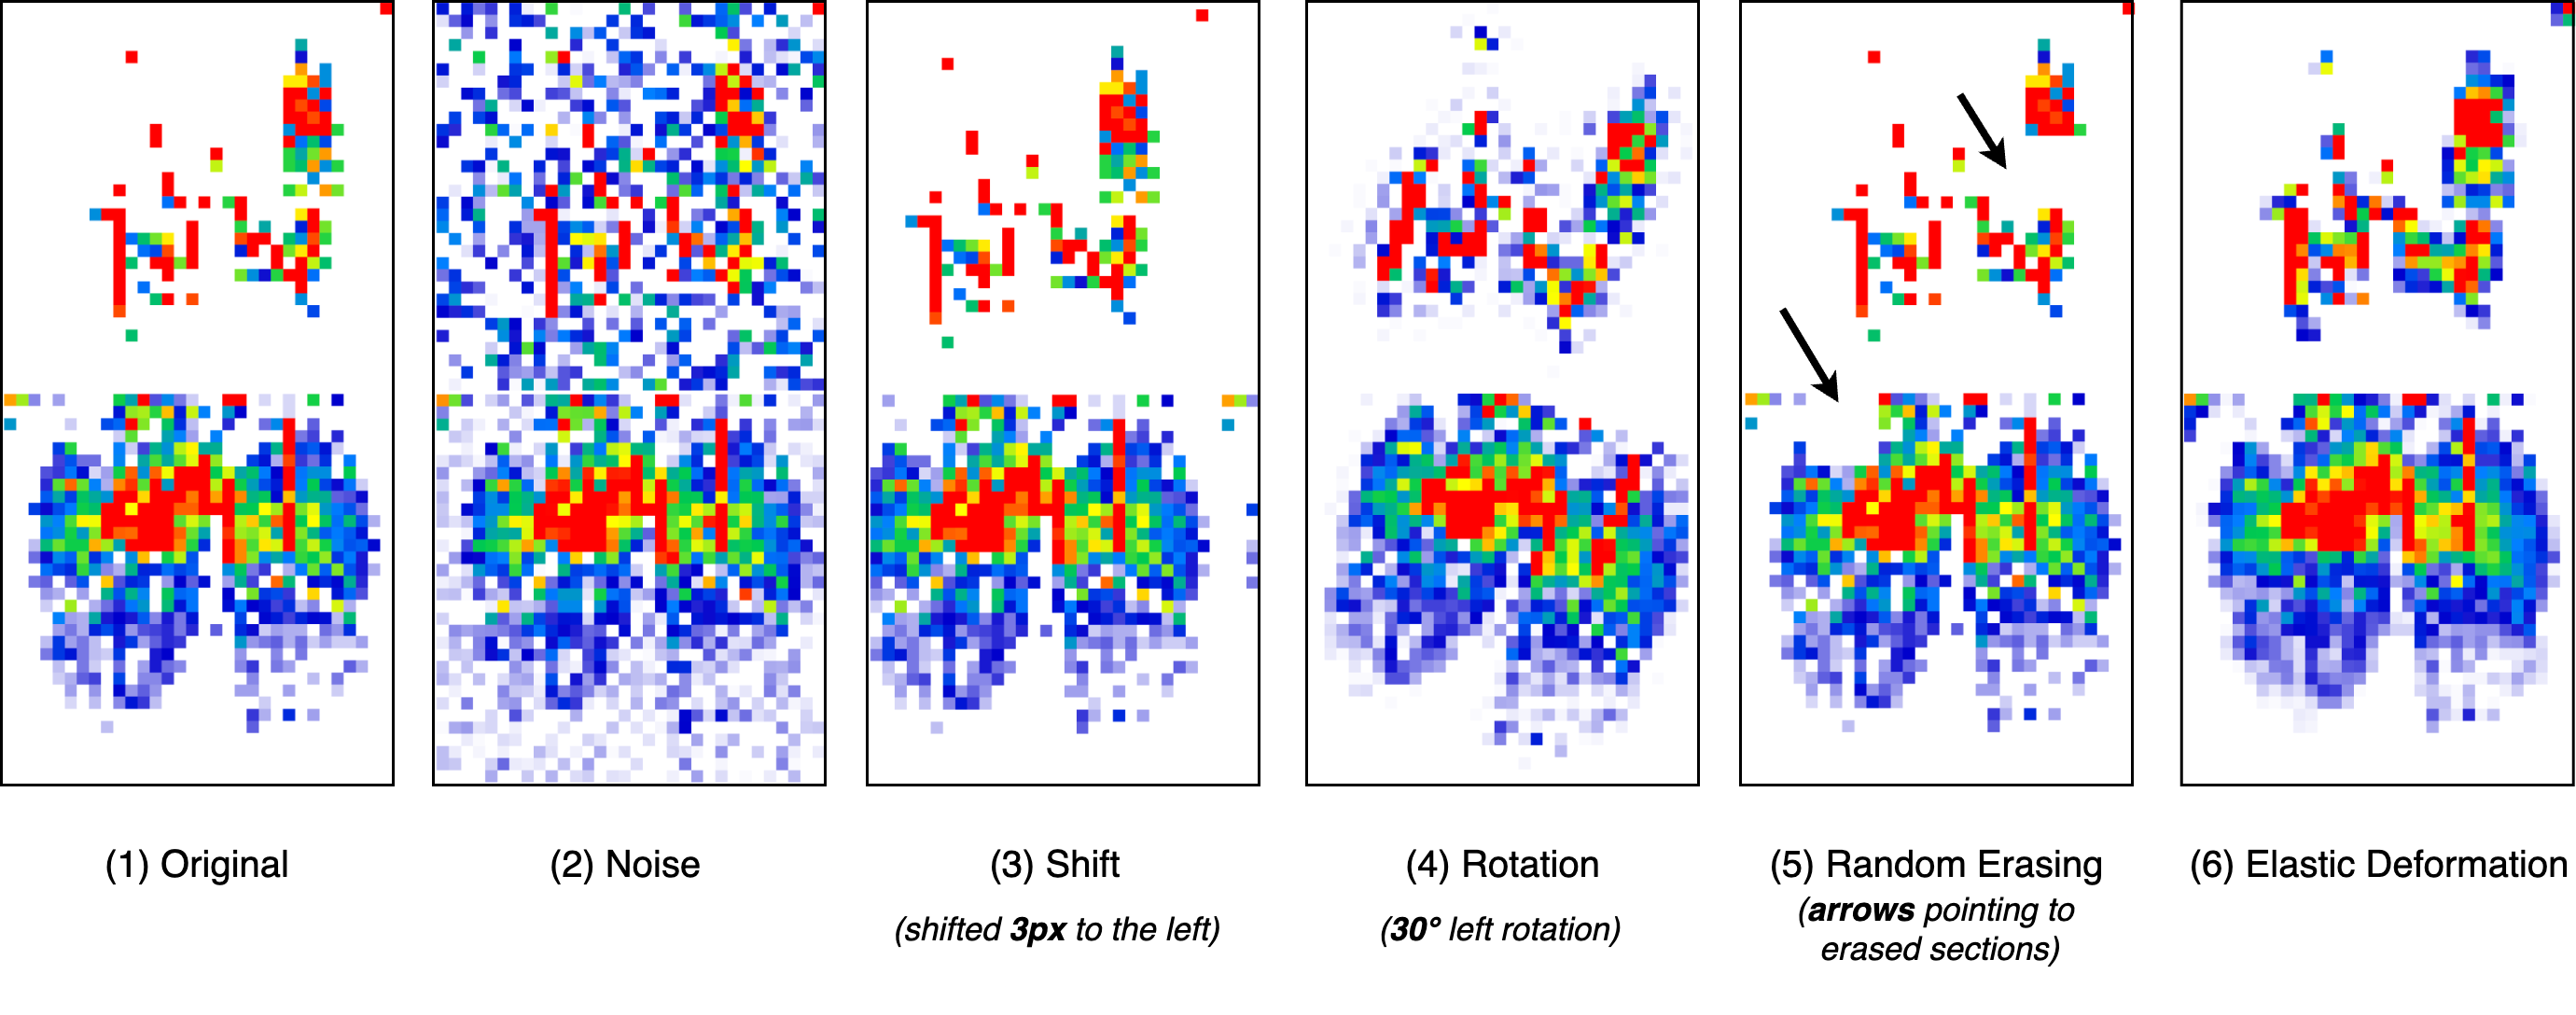 (1) Original
(2) Noise
(3) Shift
(shifted 3px to the left)
(4) Rotation
(30° left rotation)
(5) Random Erasing
(arrows pointing to
erased sections)
(6) Elastic Deformation